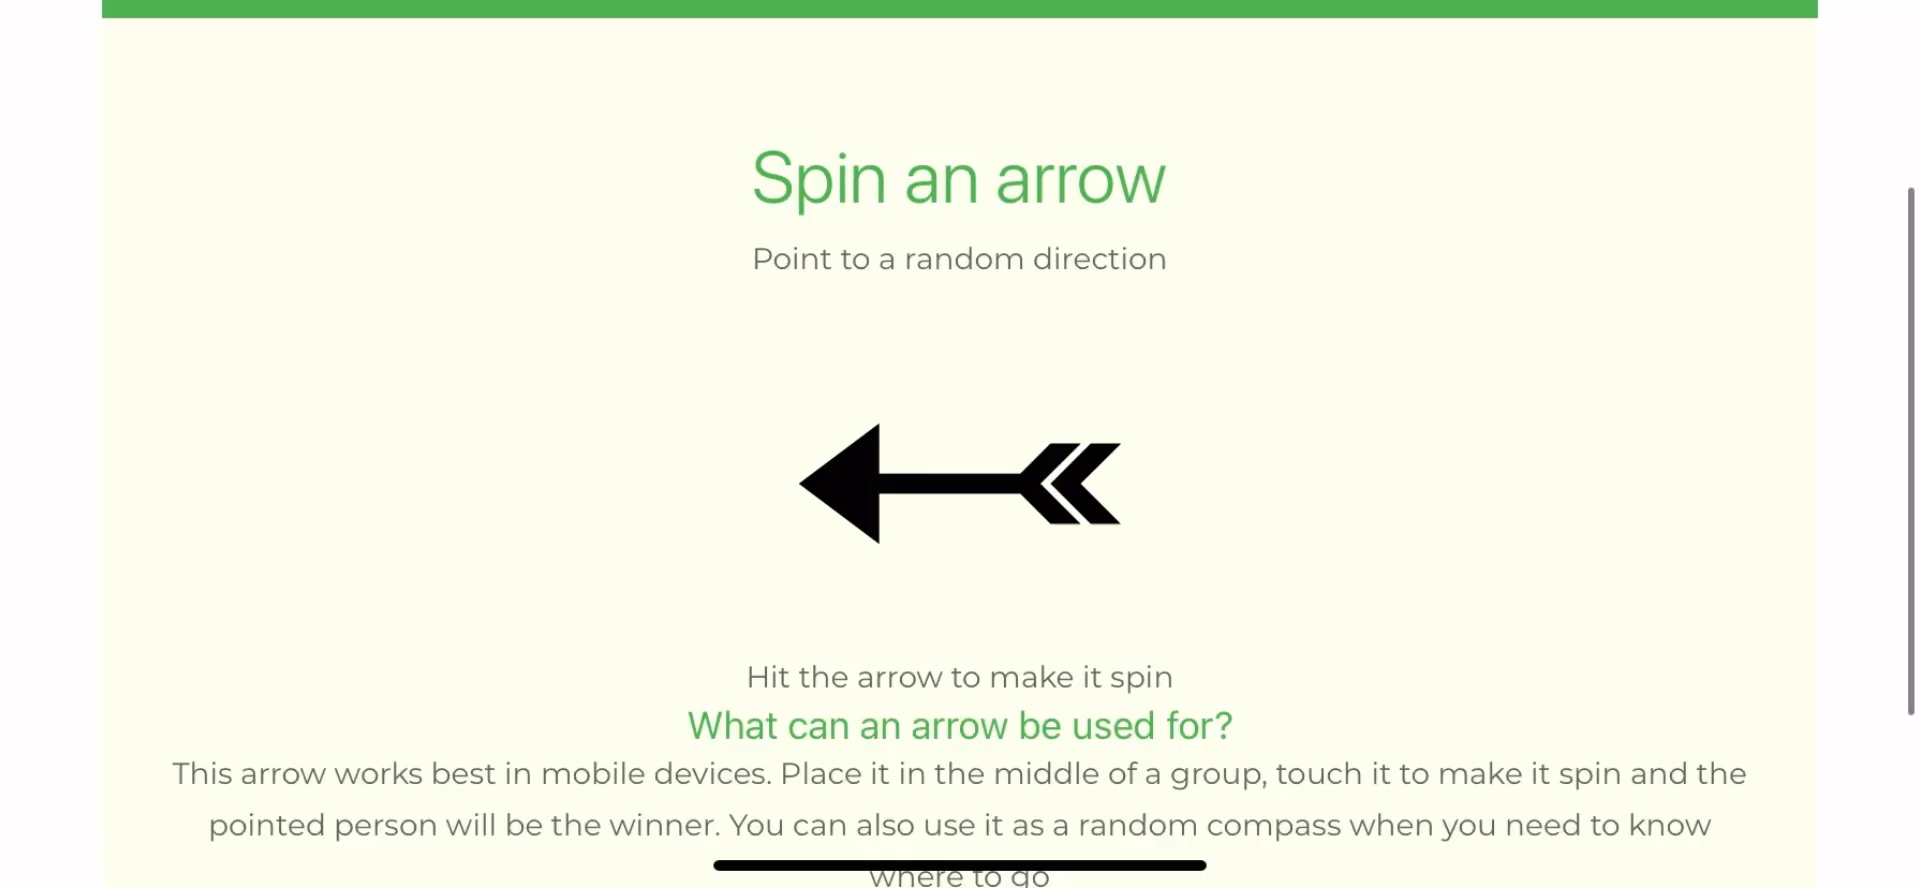 Spin an arrow
Point to a random direction
Hit the arrow to make it spin
What can an arrow be used for?
This arrow works best in mobile devices. Place it in the middle of a group, touch it to make it spin and the
pointed person will be the winner. You can also use it as a random compass when you need to know
where to go